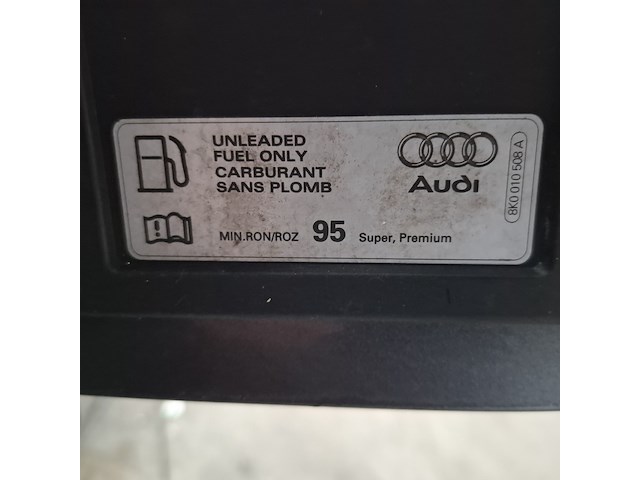 UNLEADED
FUEL ONLY
CARBURANT
SANS PLOMB
MIN.RON/ROZ 95 Super, Premium
Audi
8K0 010 508 A